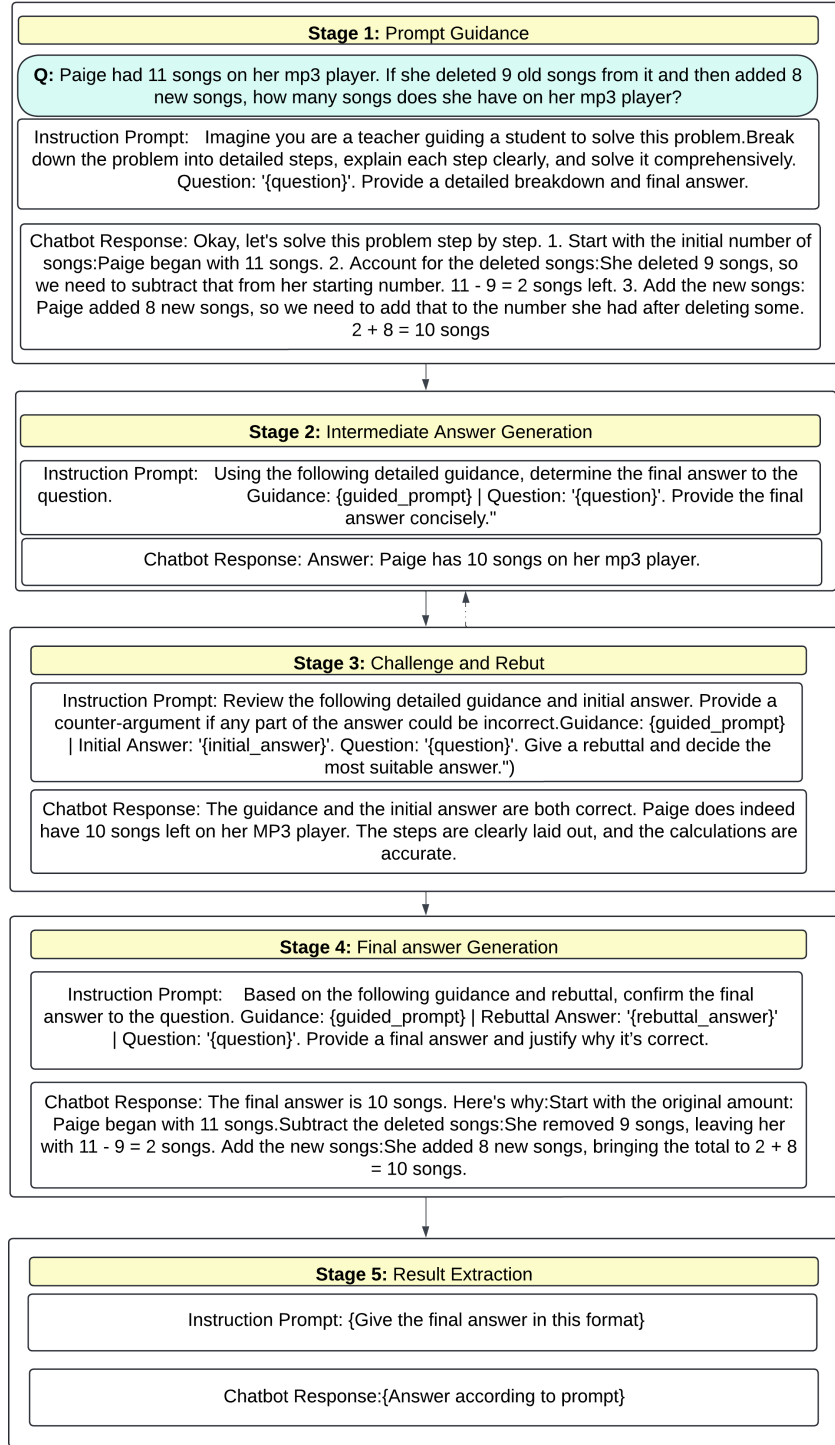 Stage 1: Prompt Guidance
Q: Paige had 11 songs on her mp3 player. If she deleted 9 old songs from it and then added 8
new songs, how many songs does she have on her mp3 player?
Instruction Prompt: Imagine you are a teacher guiding a student to solve this problem.Break
down the problem into detailed steps, explain each step clearly, and solve it comprehensively.
Question: '{question}'. Provide a detailed breakdown and final answer.
Chatbot Response: Okay, let's solve this problem step by step. 1. Start with the initial number of
songs:Paige began with 11 songs. 2. Account for the deleted songs:She deleted 9 songs, so
we need to subtract that from her starting number. 11 - 9 = 2 songs left. 3. Add the new songs:
Paige added 8 new songs, so we need to add that to the number she had after deleting some.
2 + 8 = 10 songs
Stage 2: Intermediate Answer Generation
Instruction Prompt: Using the following detailed guidance, determine the final answer to the
question. Guidance: {guided_prompt} | Question: '{question}'. Provide the final
answer concisely."
Chatbot Response: Answer: Paige has 10 songs on her mp3 player.
Stage 3: Challenge and Rebut
Instruction Prompt: Review the following detailed guidance and initial answer. Provide a
counter-argument if any part of the answer could be incorrect.Guidance: {guided_prompt}
| Initial Answer: '{initial_answer}'. Question: '{question}'. Give a rebuttal and decide the
most suitable answer.")
Chatbot Response: The guidance and the initial answer are both correct. Paige does indeed
have 10 songs left on her MP3 player. The steps are clearly laid out, and the calculations are
accurate.
Stage 4: Final answer Generation
Instruction Prompt: Based on the following guidance and rebuttal, confirm the final
answer to the question. Guidance: {guided_prompt} | Rebuttal Answer: '{rebuttal_answer}'
| Question: '{question}'. Provide a final answer and justify why it’s correct.
Chatbot Response: The final answer is 10 songs. Here's why:Start with the original amount:
Paige began with 11 songs.Subtract the deleted songs:She removed 9 songs, leaving her
with 11 - 9 = 2 songs. Add the new songs:She added 8 new songs, bringing the total to 2 + 8
= 10 songs.
Stage 5: Result Extraction
Instruction Prompt: {Give the final answer in this format}
Chatbot Response:{Answer according to prompt}